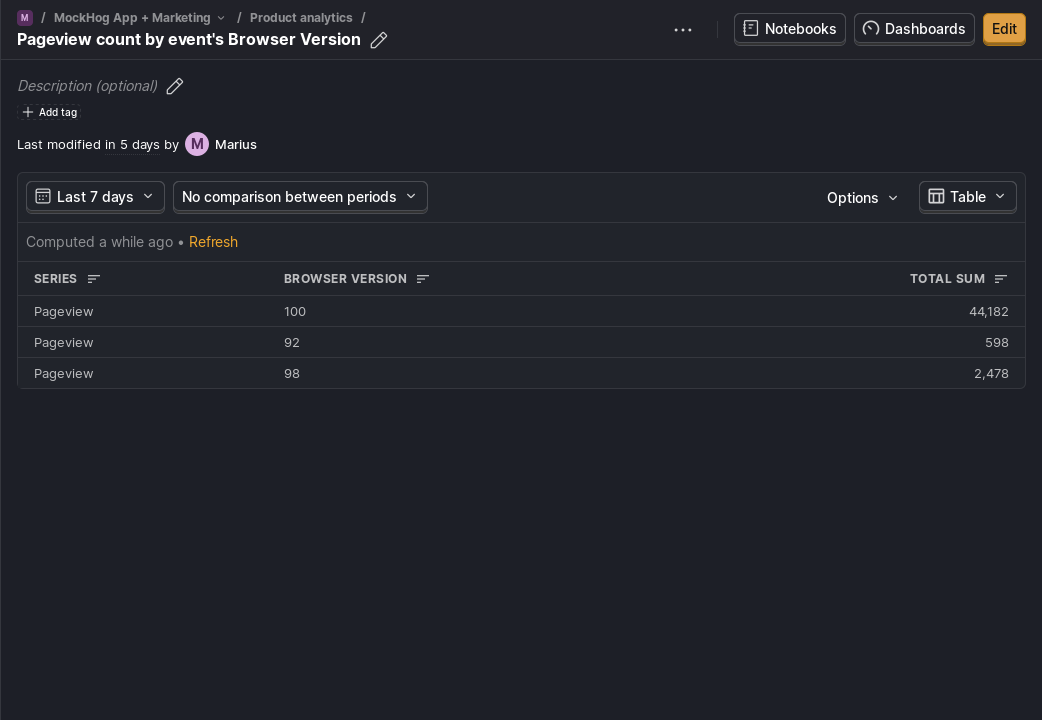 M / MockHog App + Marketing / Product analytics /
Pageview count by event's Browser Version
Notebooks Dashboards Edit
Description (optional)
Add tag
Last modified in 5 days by M Marius
Last 7 days No comparison between periods Options Table
Computed a while ago • Refresh
SERIES BROWSER VERSION TOTAL SUM
Pageview 100 44,182
Pageview 92 598
Pageview 98 2,478